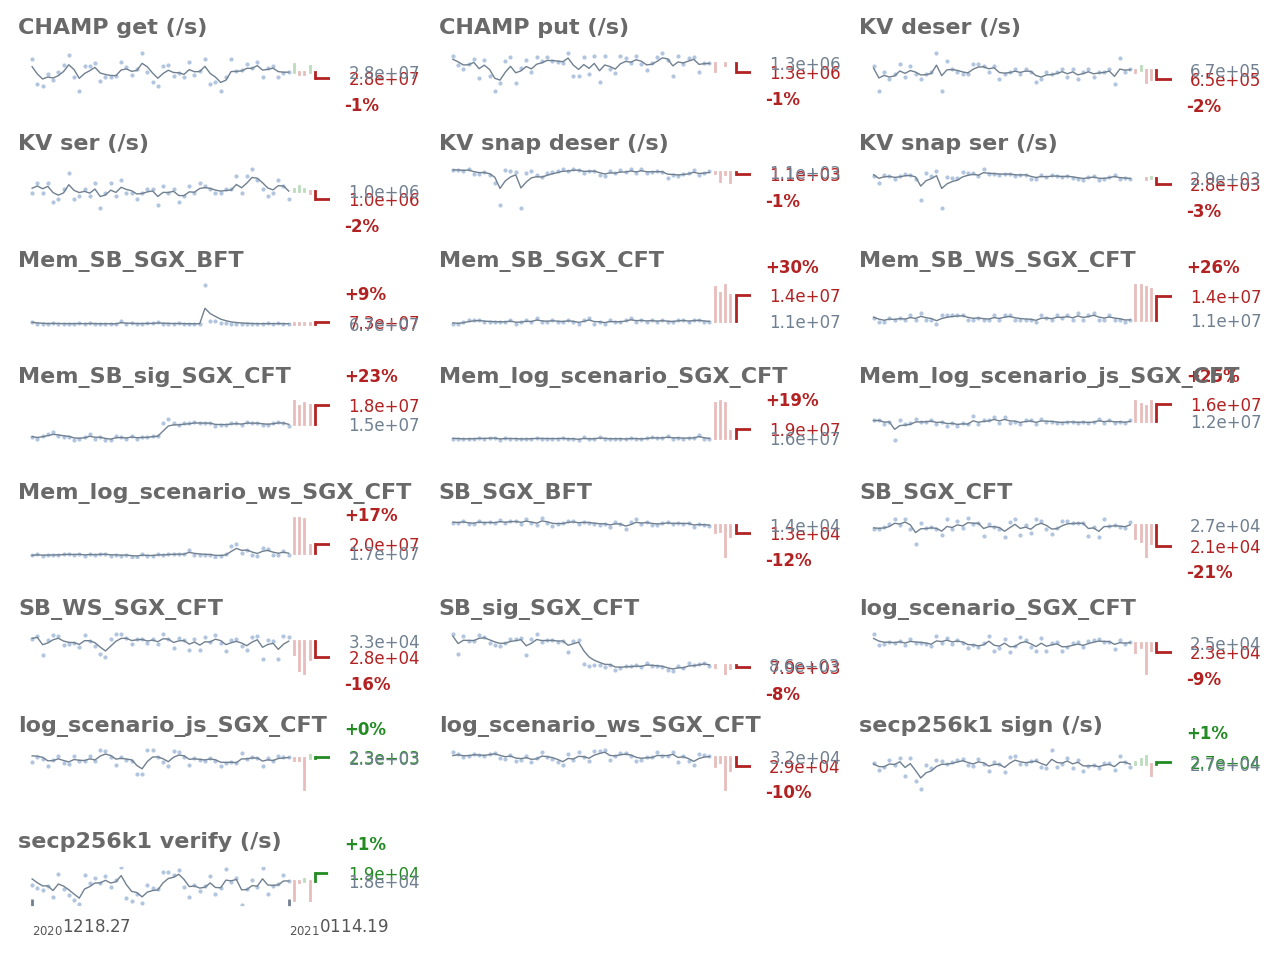 CHAMP get (/s)
2.8e+07
2.8e+07
-1%
CHAMP put (/s)
1.3e+06
1.3e+06
-1%
KV deser (/s)
6.7e+05
6.5e+05
-2%
KV ser (/s)
1.0e+06
1.0e+06
-2%
KV snap deser (/s)
1.1e+03
1.1e+03
-1%
KV snap ser (/s)
2.9e+03
2.8e+03
-3%
Mem_SB_SGX_BFT
+9%
7.3e+07
6.7e+07
Mem_SB_SGX_CFT
+30%
1.4e+07
1.1e+07
Mem_SB_WS_SGX_CFT
+26%
1.4e+07
1.1e+07
Mem_SB_sig_SGX_CFT
+23%
1.8e+07
1.5e+07
Mem_log_scenario_SGX_CFT
+19%
1.9e+07
1.6e+07
Mem_log_scenario_js_SGX_CFT
1.6e+07
1.2e+07
Mem_log_scenario_ws_SGX_CFT
+17%
2.0e+07
1.7e+07
SB_SGX_BFT
1.4e+04
1.3e+04
-12%
SB_SGX_CFT
2.7e+04
2.1e+04
-21%
SB_WS_SGX_CFT
3.3e+04
2.8e+04
-16%
SB_sig_SGX_CFT
8.6e+03
7.9e+03
-8%
log_scenario_SGX_CFT
2.5e+04
2.3e+04
-9%
log_scenario_js_SGX_CFT
+0%
2.3e+03
2.3e+03
log_scenario_ws_SGX_CFT
3.2e+04
2.9e+04
-10%
secp256k1 sign (/s)
+1%
2.7e+04
2.7e+04
secp256k1 verify (/s)
+1%
1.9e+04
1.8e+04
2020 1218.27
2021 0114.19